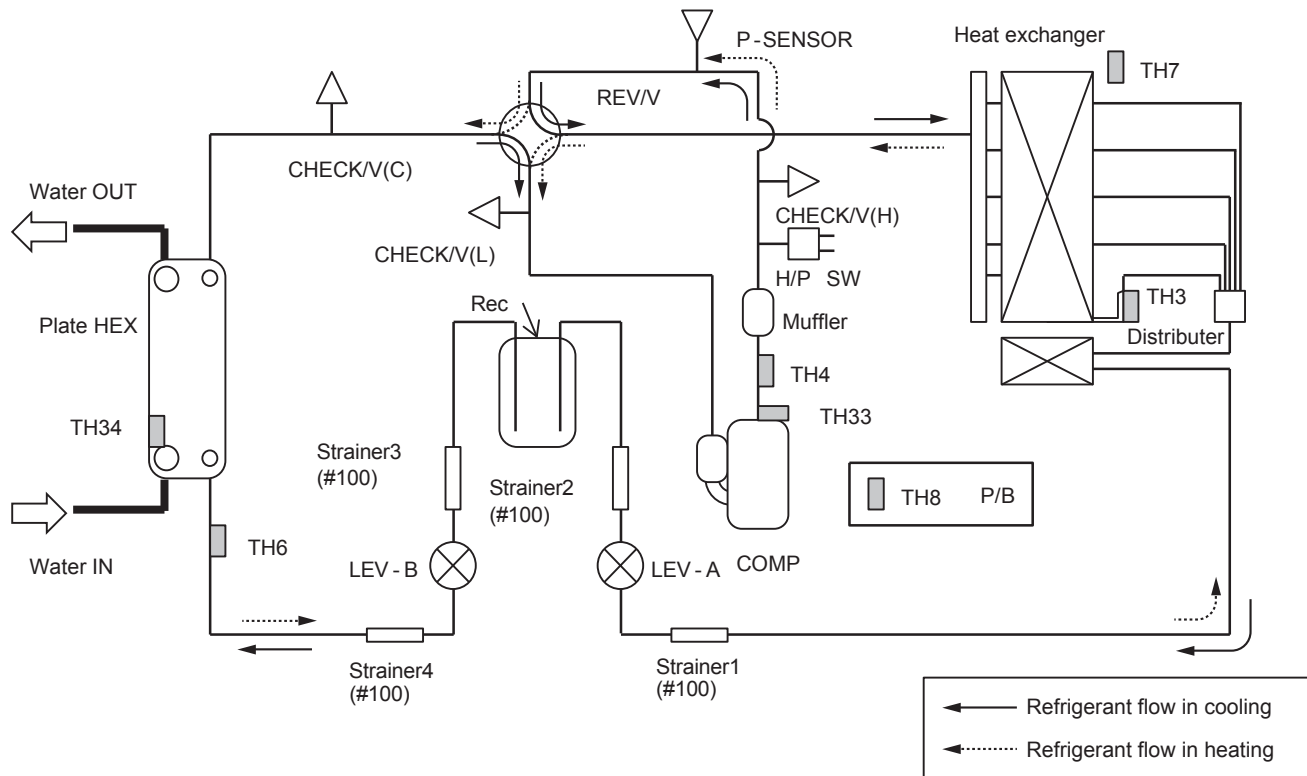 P-SENSOR
Heat exchanger
TH7
REV/V
CHECK/V(C)
Water OUT
CHECK/V(H)
CHECK/V(L)
H/P SW
TH3
Rec
Plate HEX
Muffler
Distributer
TH4
TH33
TH34
Strainer3
(#100)
Strainer2
(#100)
TH8 P/B
TH6
LEV-B
LEV-A
COMP
Water IN
Strainer4
(#100)
Strainer1
(#100)
Refrigerant flow in cooling
Refrigerant flow in heating